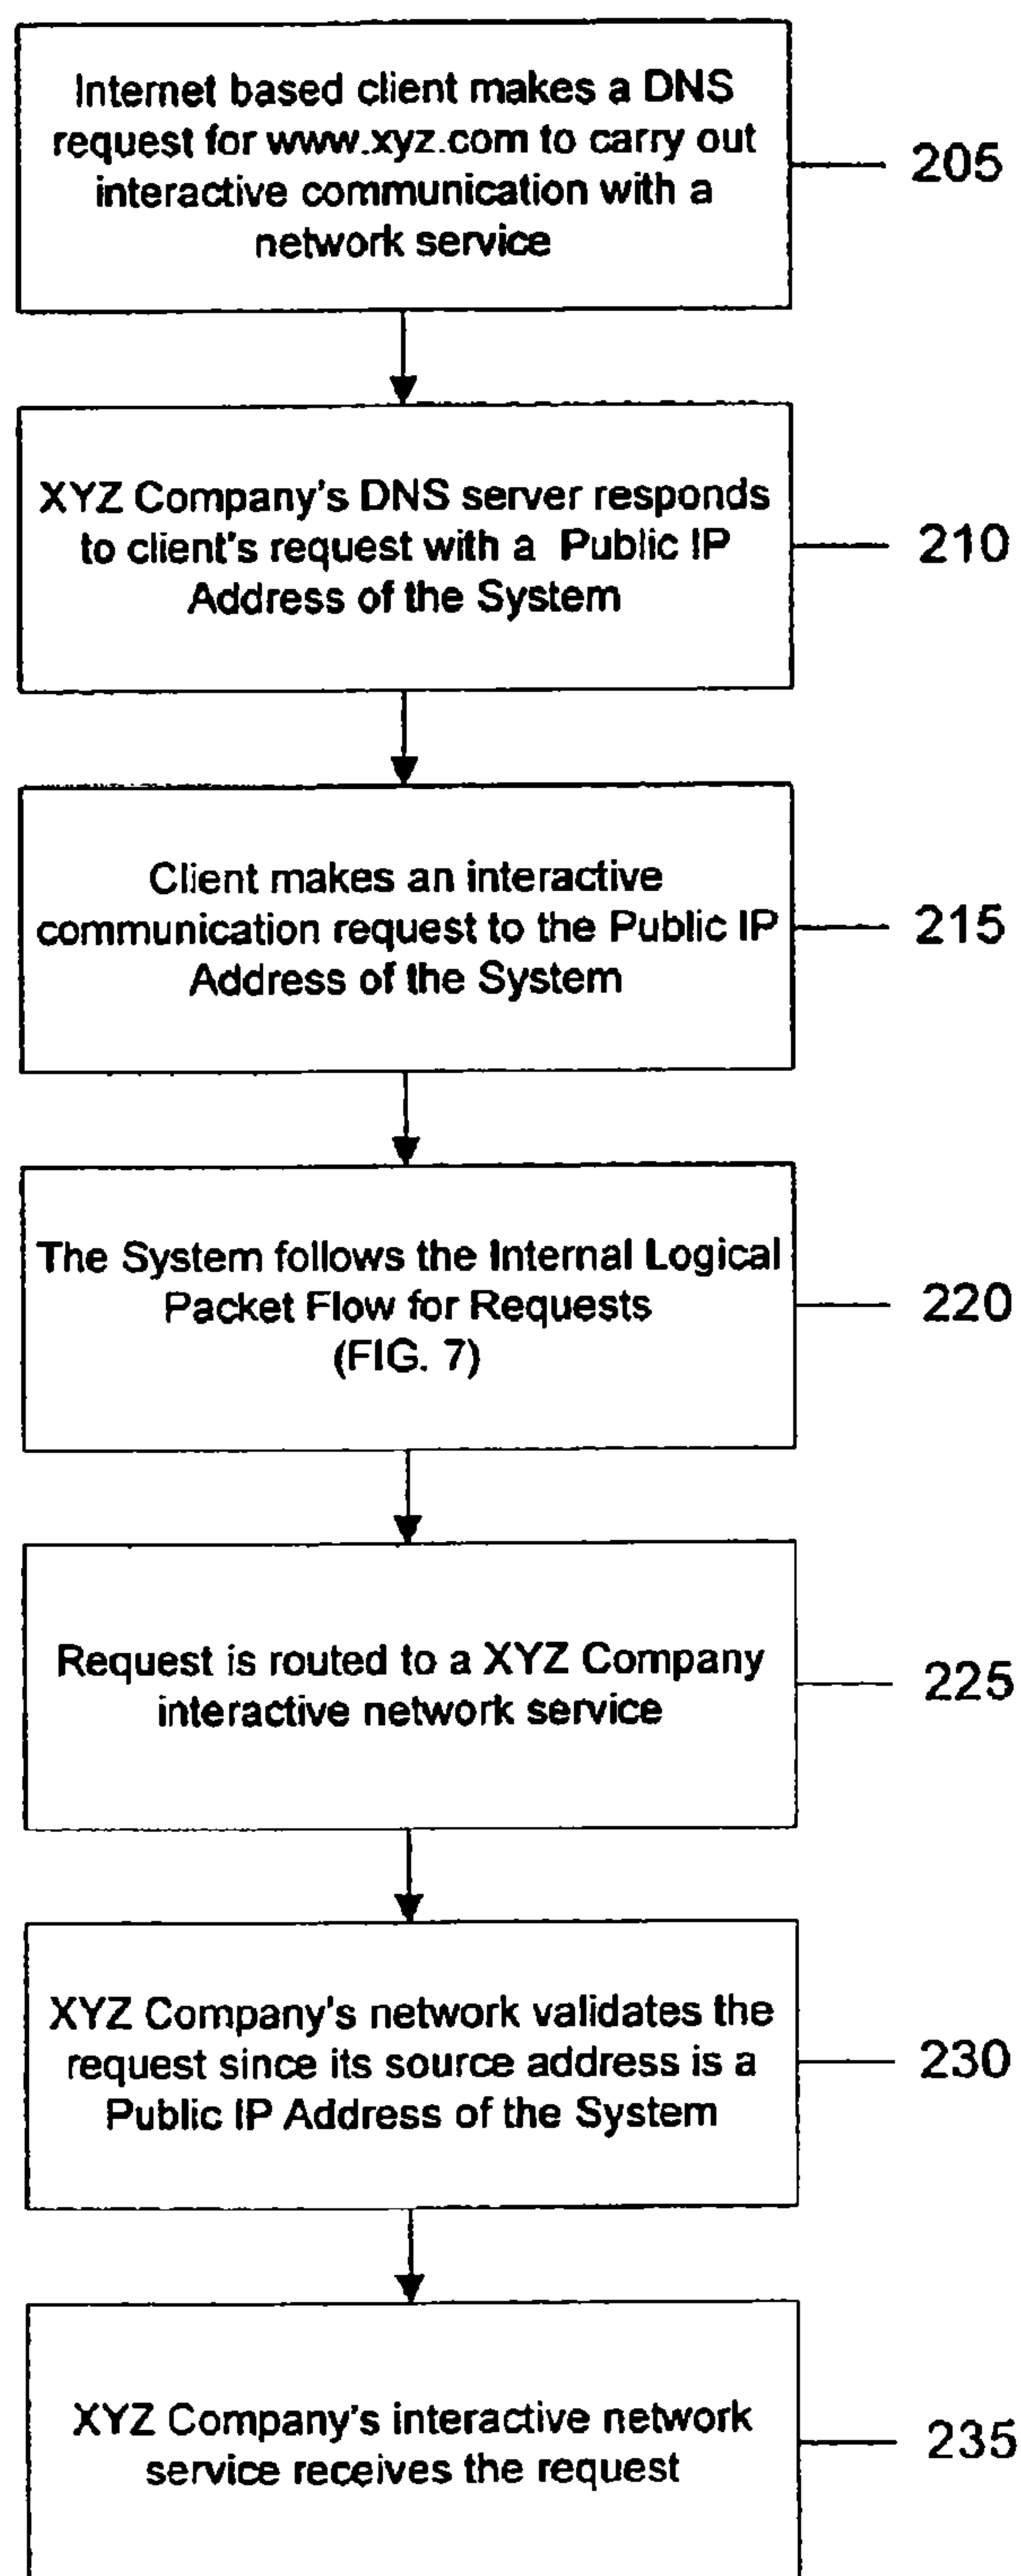 Internet based client makes a DNS
request for www.xyz.com to carry out
interactive communication with a
network service
205
XYZ Company's DNS server responds
to client's request with a Public IP
Address of the System
210
Client makes an interactive
communication request to the Public IP
Address of the System
215
The System follows the Internal Logical
Packet Flow for Requests
(FIG. 7)
220
Request is routed to a XYZ Company
interactive network service
225
XYZ Company's network validates the
request since its source address is a
Public IP Address of the System
230
XYZ Company's interactive network
service receives the request
235